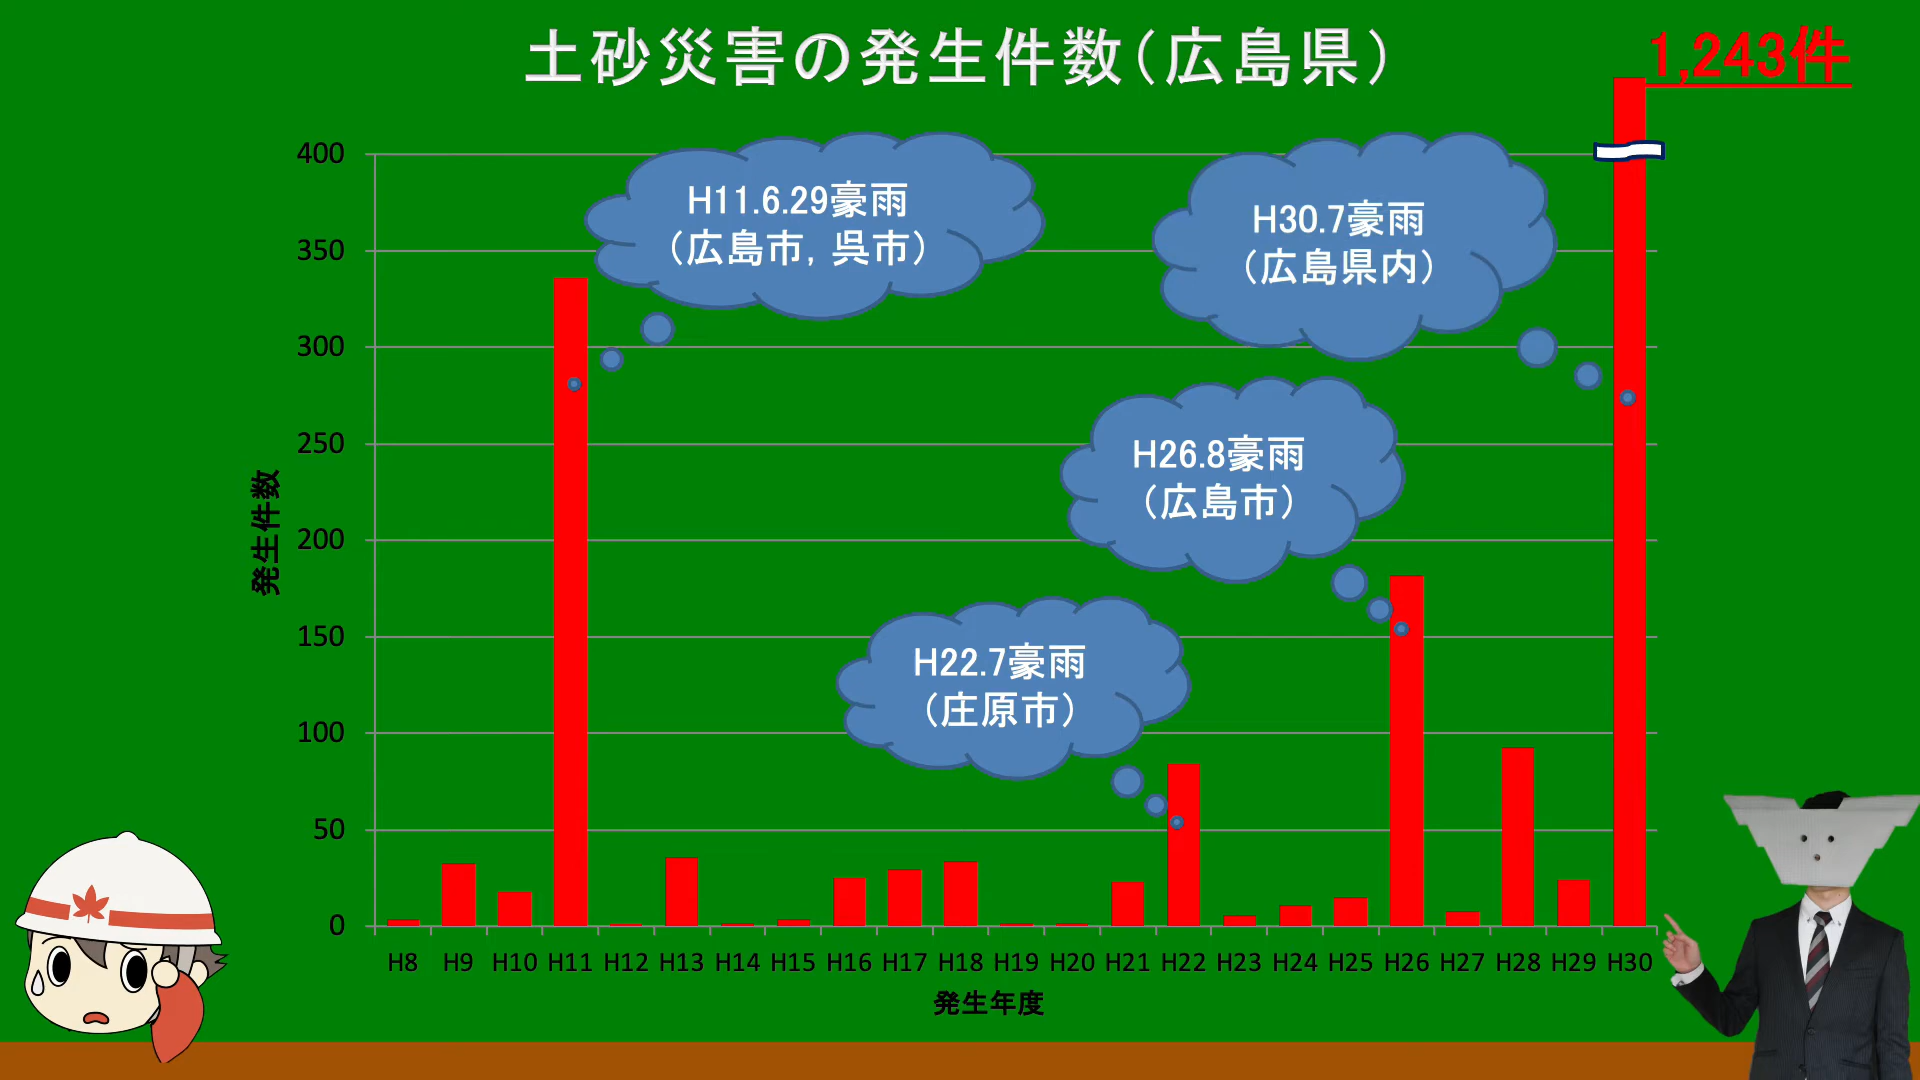 土砂災害の発生件数（広島県）
1,243件
H11.6.29豪雨
（広島市，呉市）
H30.7豪雨
（広島県内）
H26.8豪雨
（広島市）
H22.7豪雨
（庄原市）
発生件数
400
350
300
250
200
150
100
50
0
H8 H9 H10 H11 H12 H13 H14 H15 H16 H17 H18 H19 H20 H21 H22 H23 H24 H25 H26 H27 H28 H29 H30
発生年度